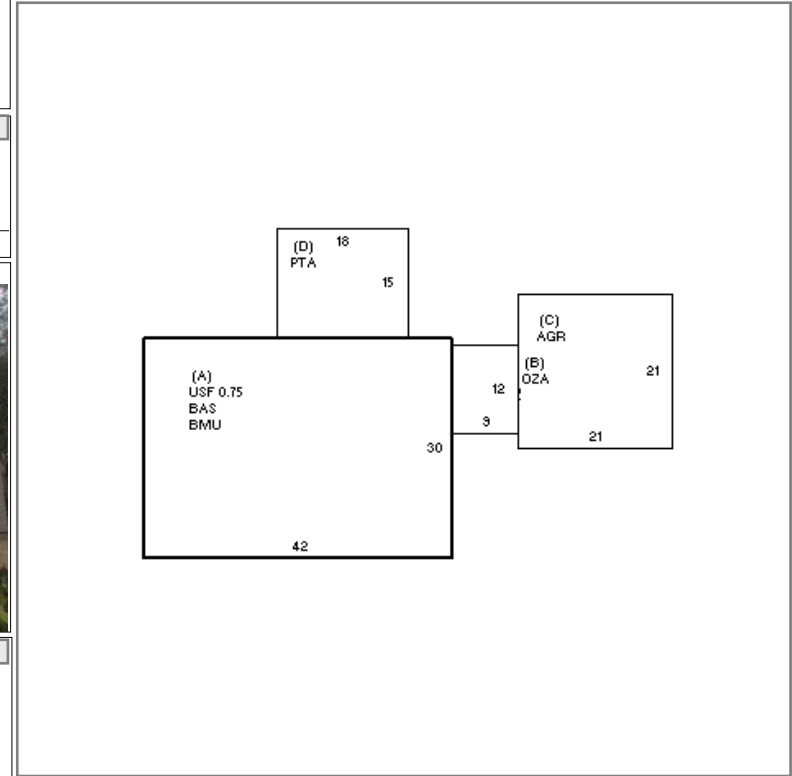 (D) 18
PTA
15
(C)
AGR
(B)
OZA
21
12
9
21
(A)
USF 0.75
BAS
BMU
30
42